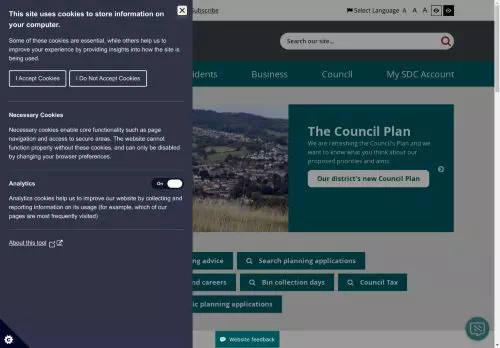 This site uses cookies to store information on
your computer.
Some of these cookies are essential, while others help us to
improve your experience by providing insights into how the site is
being used.
I Accept Cookies
I Do Not Accept Cookies
Necessary Cookies
Necessary cookies enable core functionality such as page
navigation and access to secure areas. The website cannot
function properly without these cookies, and can only be disabled
by changing your browser preferences.
Analytics
On
Analytics cookies help us to improve our website by collecting and
reporting information on its usage (for example, which of our
pages are most frequently visited)
About this tool
Subscribe
Select Language A A A
Search our site...
idents Business Council My SDC Account
The Council Plan
We are refreshing the Council's Plan and we
want to know what you think about our
proposed priorities and aims.
Our district's new Council Plan
ng advice
Search planning applications
nd careers
Bin collection days
Council Tax
ic planning applications
Website feedback